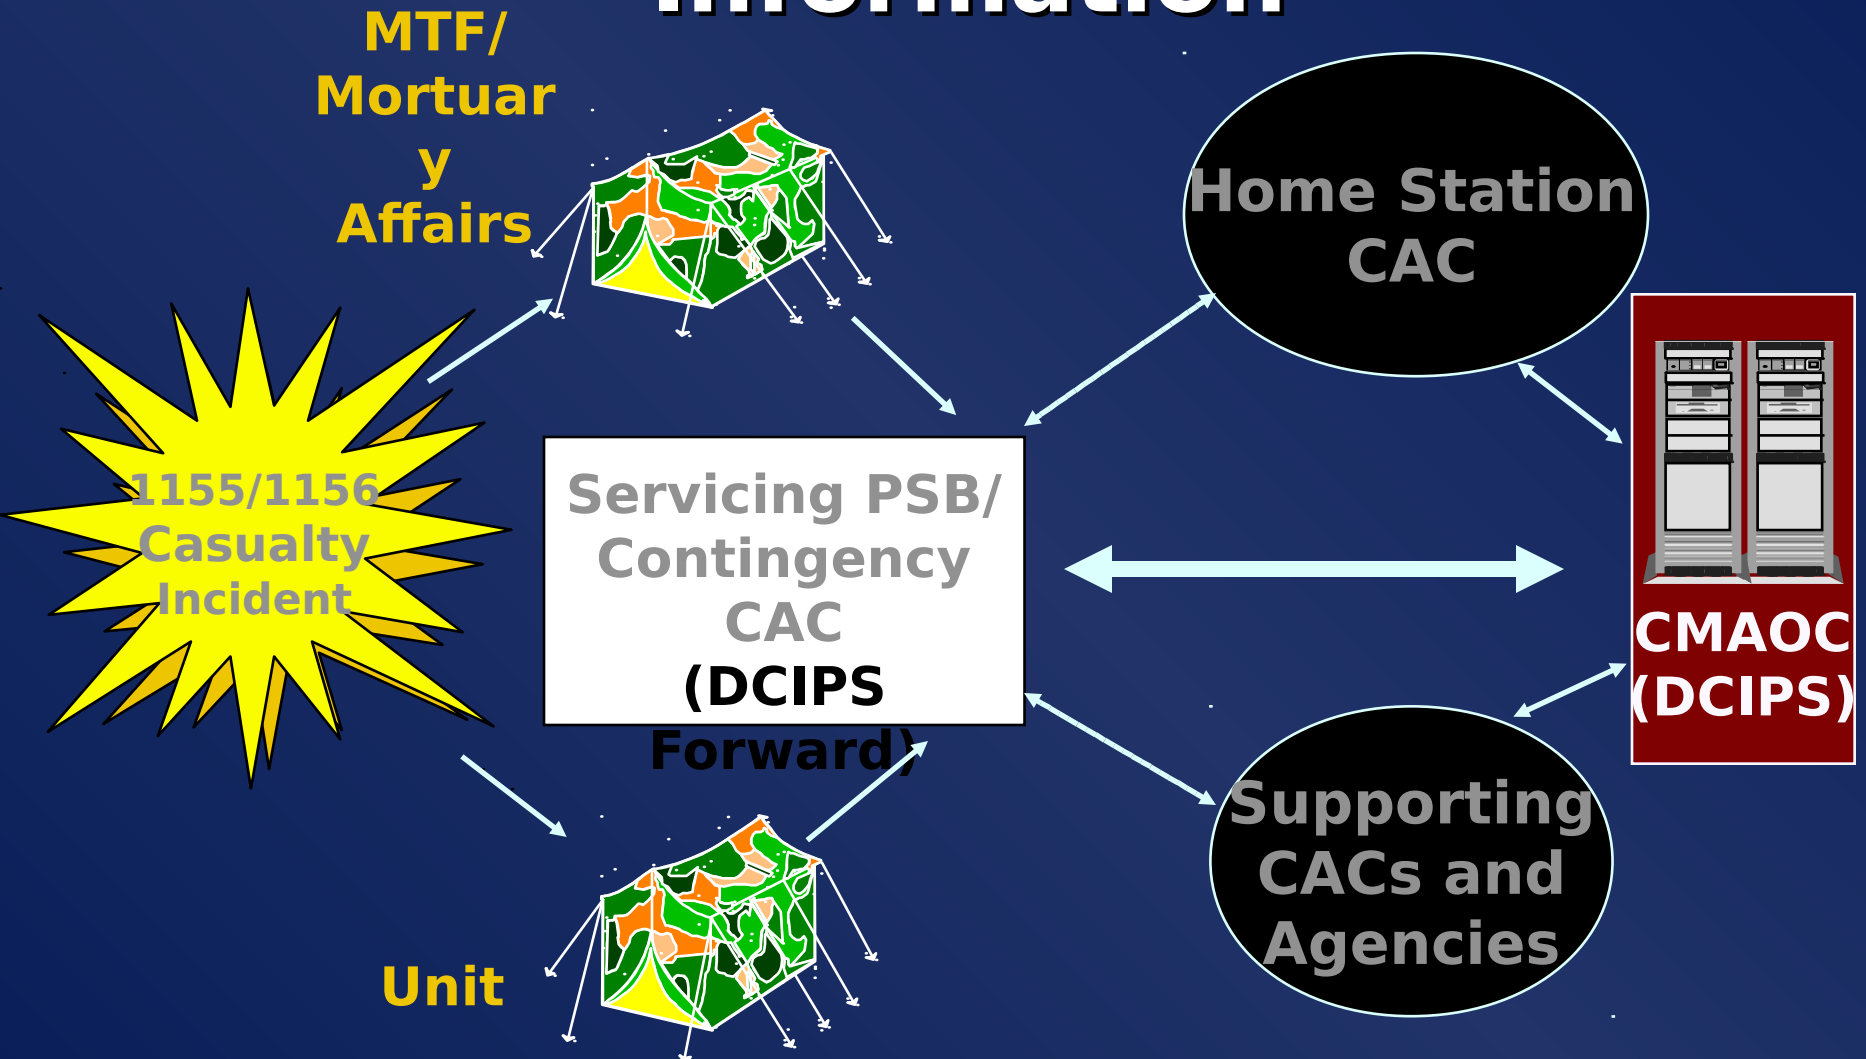 Information
MTF/
Mortuar
y
Affairs
Home Station
CAC
1155/1156
Casualty
Incident
Servicing PSB/
Contingency
CAC
(DCIPS
Forward)
CMAOC
(DCIPS)
Supporting
CACs and
Agencies
Unit